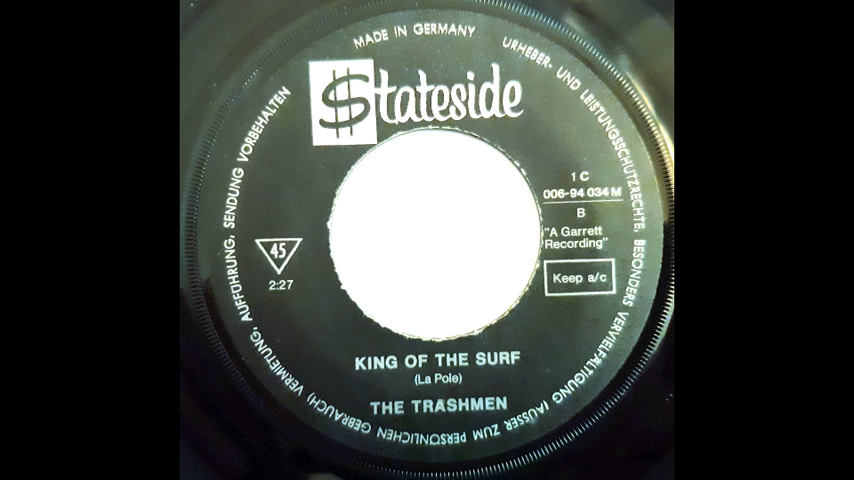 MADE IN GERMANY
URHEBER- UND LEISTUNGSSCHUTZRECHTE, BESONDERS VERVIELFÄLTIGUNG (AUSSER ZUM PERSÖNLICHEN GEBRAUCH) VERMIETUNG, AUFFÜHRUNG, SENDUNG VORBEHALTEN
$tateside
1 C
006-94 034 M
B
"A Garrett
Recording"
Keep a/c
45
2:27
KING OF THE SURF
(La Pole)
THE TRASHMEN